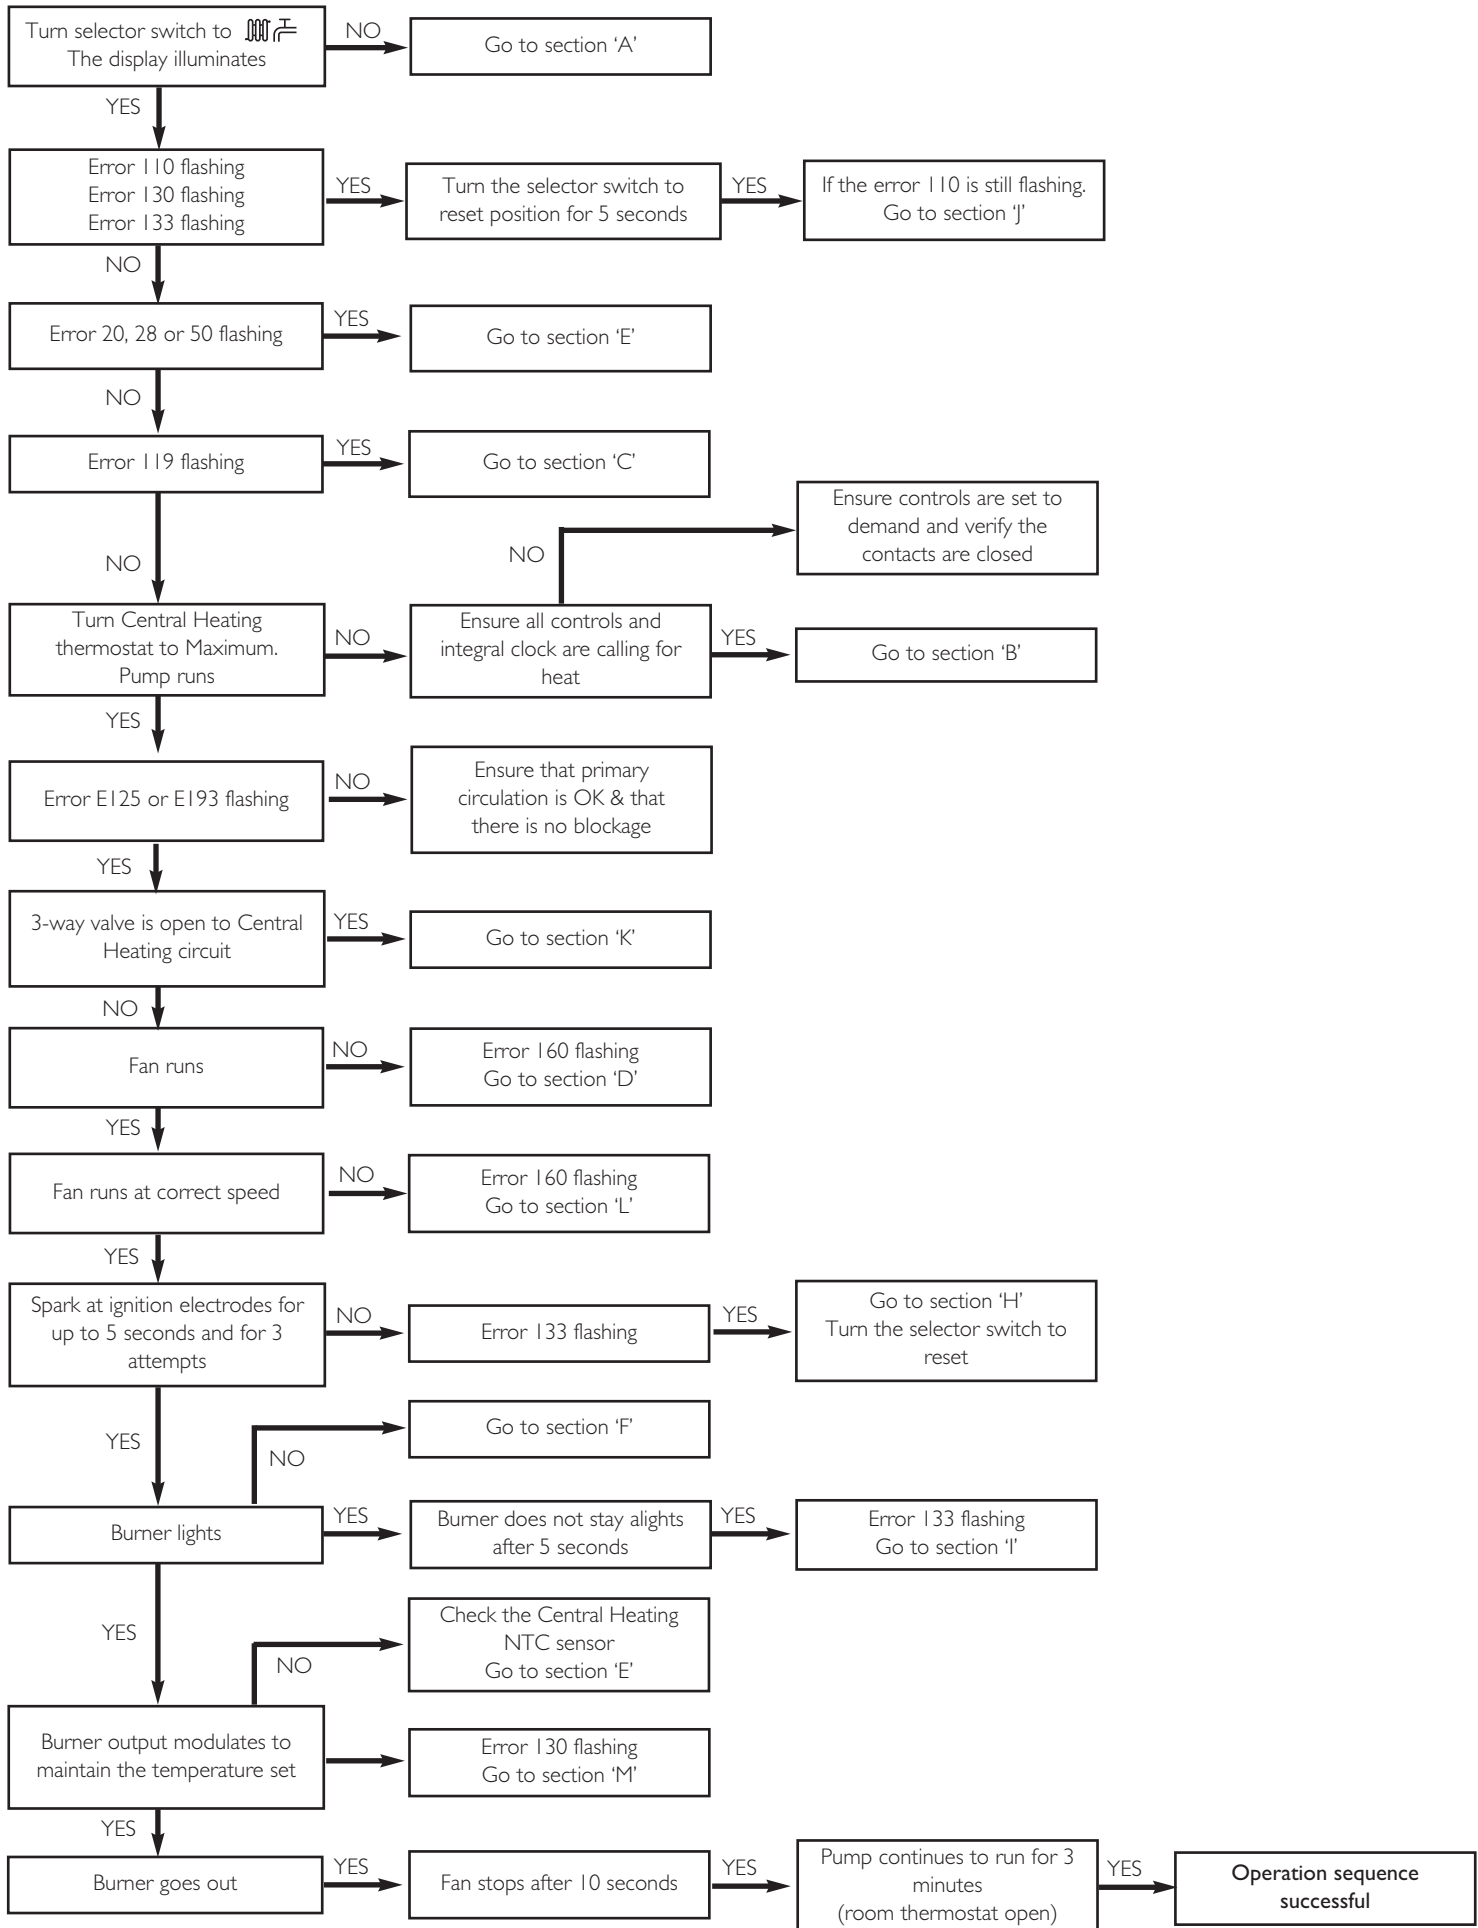 Turn selector switch to
The display illuminates
NO
Go to section ‘A’
YES
Error 110 flashing
Error 130 flashing
Error 133 flashing
YES
Turn the selector switch to
reset position for 5 seconds
YES
If the error 110 is still flashing.
Go to section ‘J’
NO
Error 20, 28 or 50 flashing
YES
Go to section ‘E’
NO
Error 119 flashing
YES
Go to section ‘C’
NO
Turn Central Heating
thermostat to Maximum.
Pump runs
NO
Ensure all controls and
integral clock are calling for
heat
NO
Ensure controls are set to
demand and verify the
contacts are closed
YES
Go to section ‘B’
YES
Error E125 or E193 flashing
NO
Ensure that primary
circulation is OK & that
there is no blockage
YES
3-way valve is open to Central
Heating circuit
YES
Go to section ‘K’
NO
Fan runs
NO
Error 160 flashing
Go to section ‘D’
YES
Fan runs at correct speed
NO
Error 160 flashing
Go to section ‘L’
YES
Spark at ignition electrodes for
up to 5 seconds and for 3
attempts
NO
Error 133 flashing
YES
Go to section ‘H’
Turn the selector switch to
reset
YES
NO
Go to section ‘F’
Burner lights
YES
Burner does not stay alights
after 5 seconds
YES
Error 133 flashing
Go to section ‘I’
YES
NO
Check the Central Heating
NTC sensor
Go to section ‘E’
Burner output modulates to
maintain the temperature set
Error 130 flashing
Go to section ‘M’
YES
Burner goes out
YES
Fan stops after 10 seconds
YES
Pump continues to run for 3
minutes
(room thermostat open)
YES
Operation sequence
successful